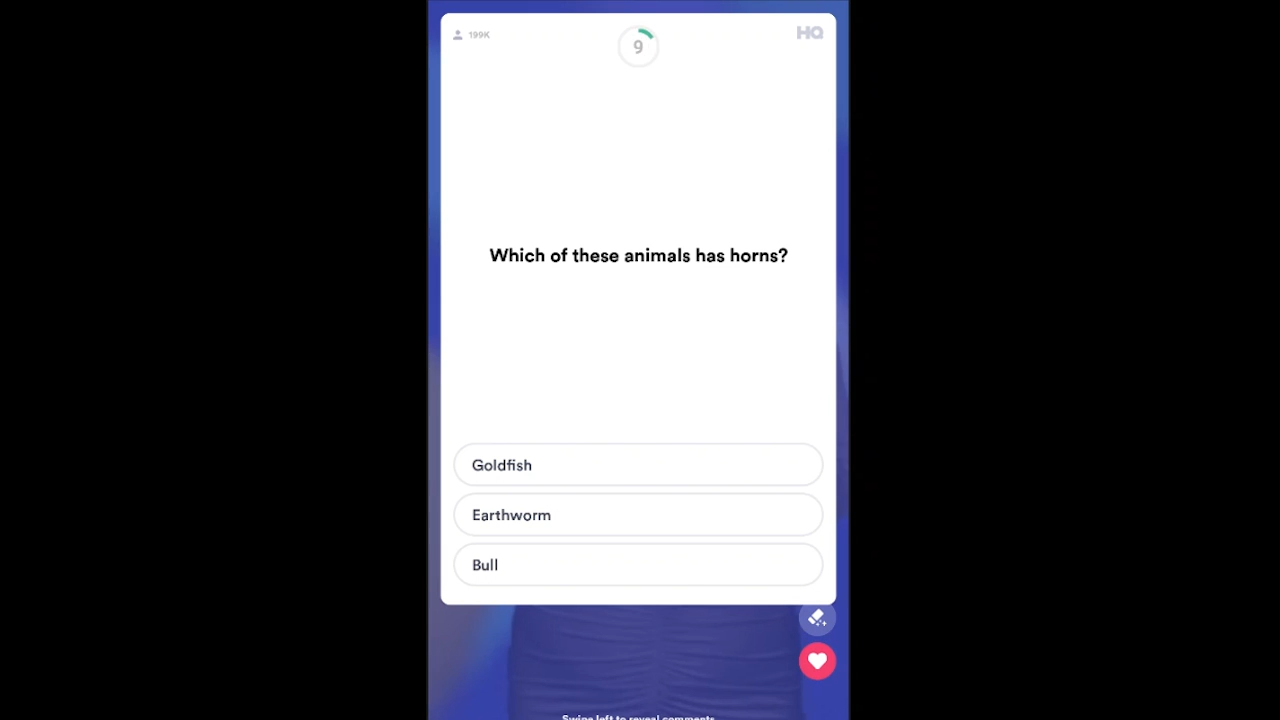 199K
9
HQ
Which of these animals has horns?
Goldfish
Earthworm
Bull
Swipe left to reveal comments